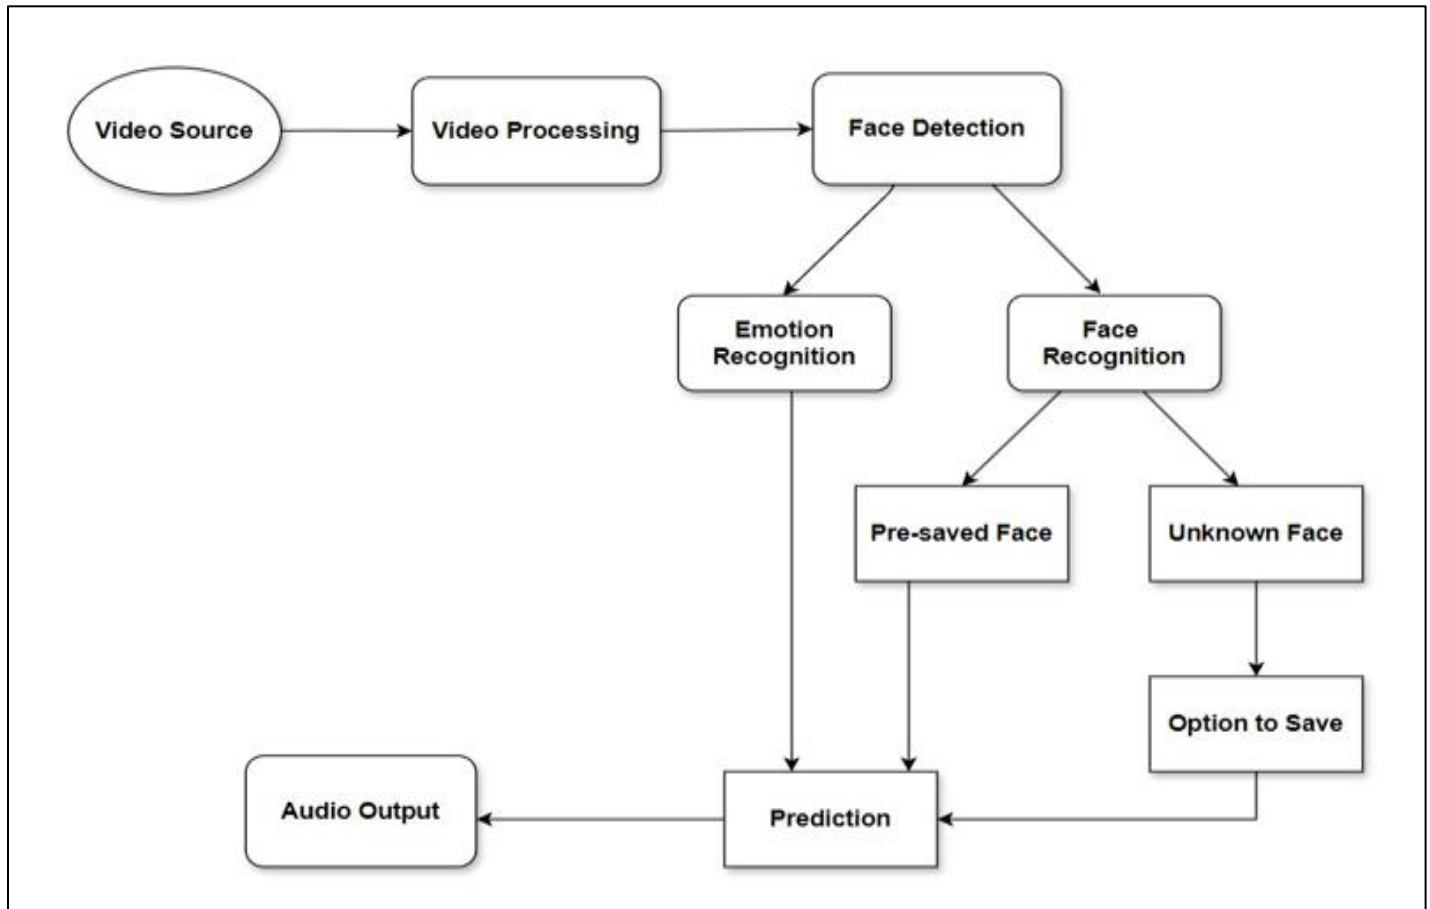 Video Source
Video Processing
Face Detection
Emotion
Recognition
Face
Recognition
Pre-saved Face
Unknown Face
Option to Save
Audio Output
Prediction